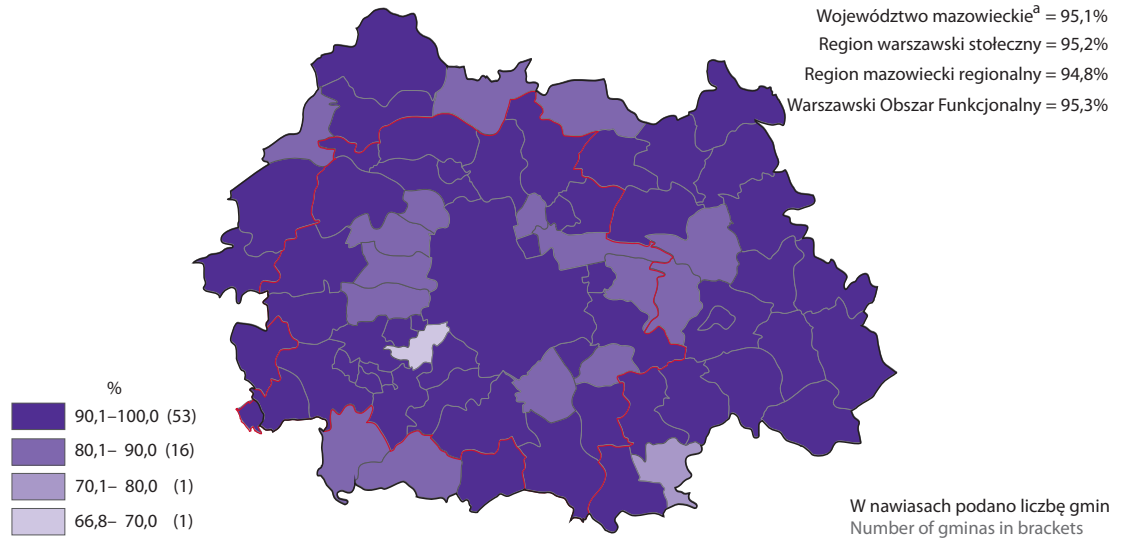 Województwo mazowieckieᵃ = 95,1%
Region warszawski stołeczny = 95,2%
Region mazowiecki regionalny = 94,8%
Warszawski Obszar Funkcjonalny = 95,3%
%
90,1–100,0 (53)
80,1– 90,0 (16)
70,1– 80,0 (1)
66,8– 70,0 (1)
W nawiasach podano liczbę gmin
Number of gminas in brackets